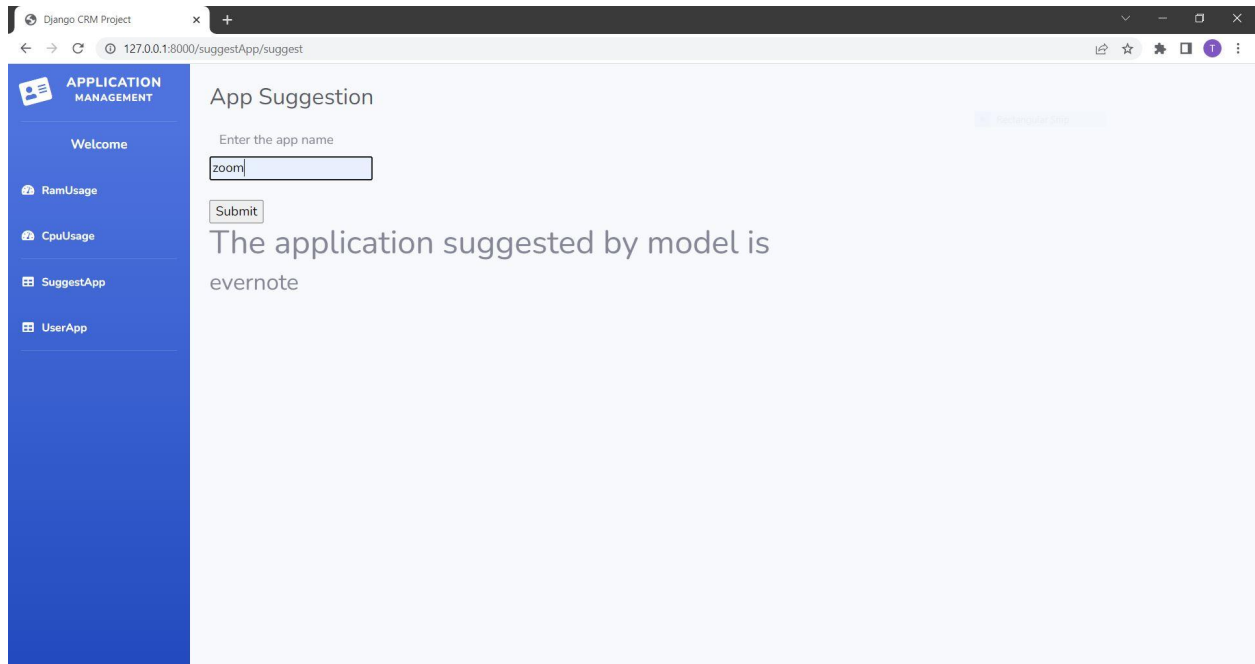 Django CRM Project
127.0.0.1:8000/suggestApp/suggest
T
APPLICATION
MANAGEMENT
Welcome
RamUsage
CpuUsage
SuggestApp
UserApp
App Suggestion
Enter the app name
zoom
Submit
The application suggested by model is
evernote